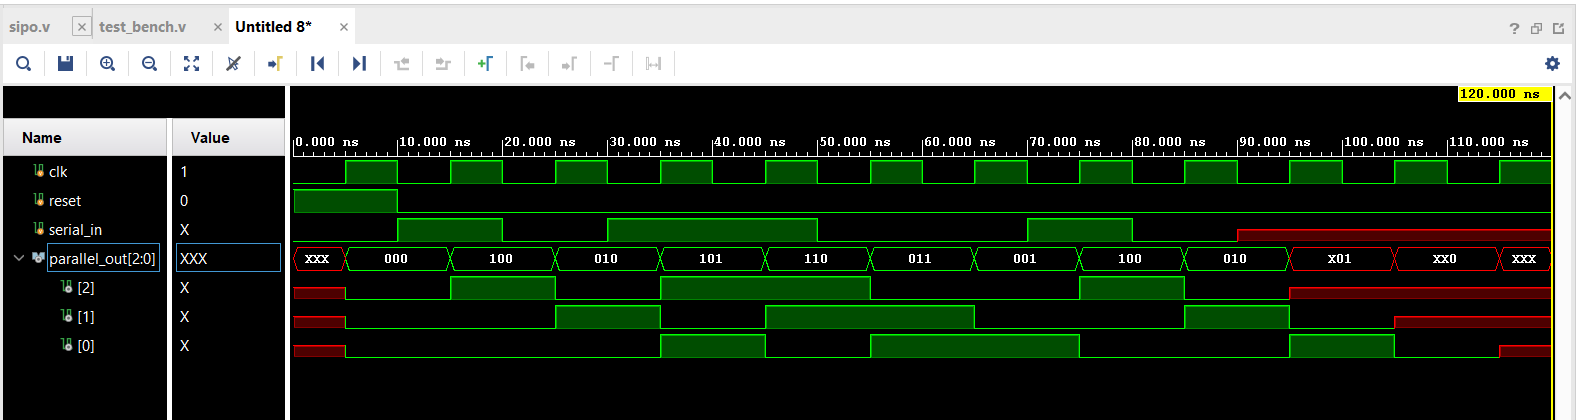 sipo.v × test_bench.v × Untitled 8* ×
?
120.000 ns
Name Value
0.000 ns 10.000 ns 20.000 ns 30.000 ns 40.000 ns 50.000 ns 60.000 ns 70.000 ns 80.000 ns 90.000 ns 100.000 ns 110.000 ns
clk 1
reset 0
serial_in X
parallel_out[2:0] XXX XXX 000 100 010 101 110 011 001 100 010 X01 XX0 XXX
[2] X
[1] X
[0] X